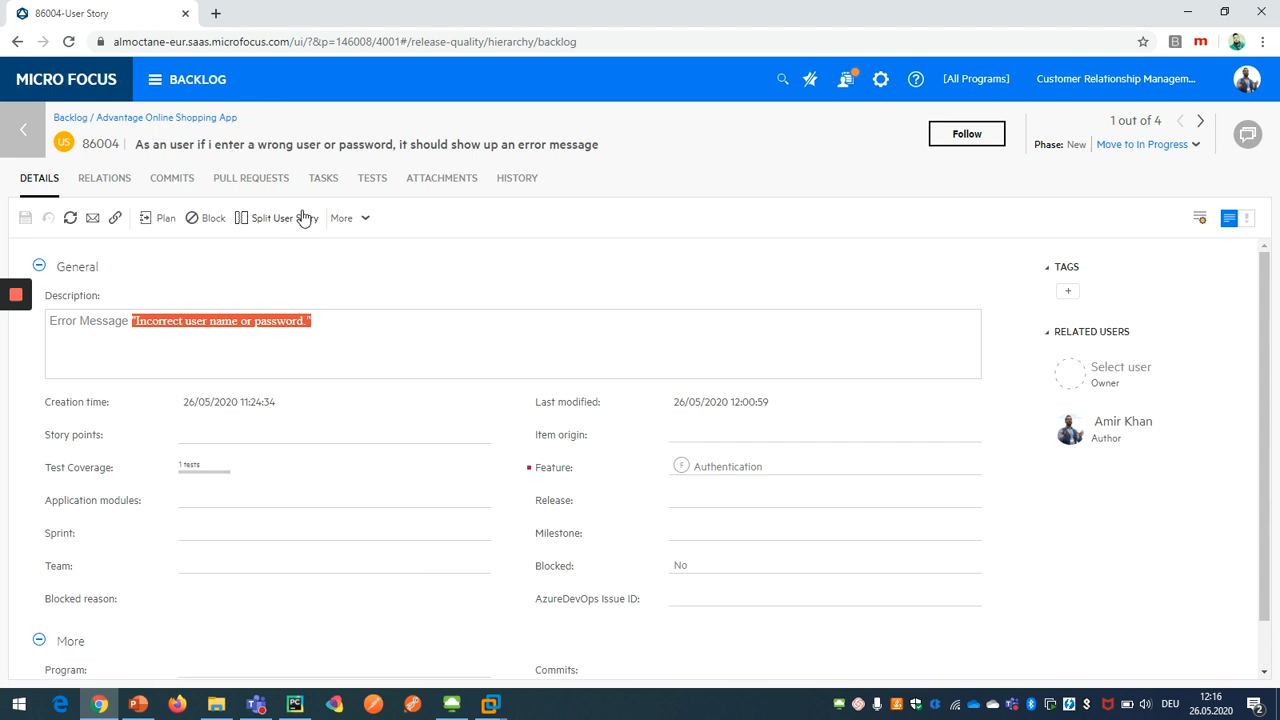 86004-User Story
almoctane-eur.saas.microfocus.com/ui/?&p=146008/4001#/release-quality/hierarchy/backlog
MICRO FOCUS
BACKLOG
[All Programs]
Customer Relationship Managem...
Backlog / Advantage Online Shopping App
US
86004
As an user if i enter a wrong user or password, it should show up an error message
Follow
1 out of 4
Phase: New
Move to In Progress
DETAILS
RELATIONS
COMMITS
PULL REQUESTS
TASKS
TESTS
ATTACHMENTS
HISTORY
Plan
Block
Split User Story
More
General
Description:
Error Message "Incorrect user name or password."
Creation time:
26/05/2020 11:24:34
Last modified:
26/05/2020 12:00:59
Story points:
Item origin:
Test Coverage:
1 tests
Feature:
F
Authentication
Application modules:
Release:
Sprint:
Milestone:
Team:
Blocked:
No
Blocked reason:
AzureDevOps Issue ID:
More
Program:
Commits:
TAGS
+
RELATED USERS
Select user
Owner
Amir Khan
Author
DEU
12:16
26.05.2020
2